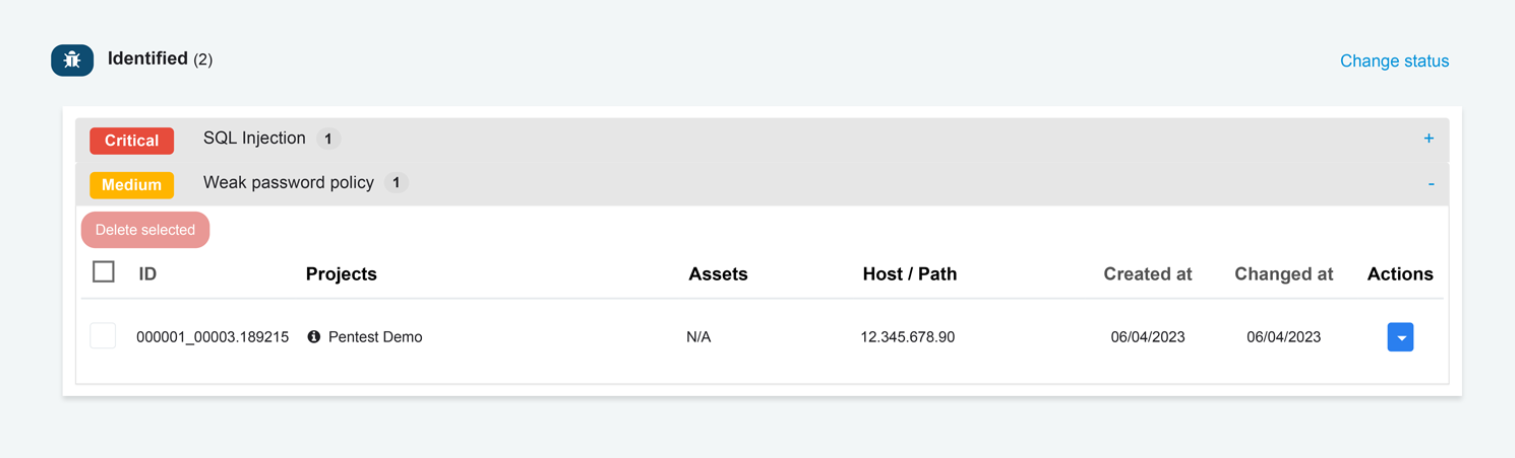 Identified (2)
Change status
Critical SQL Injection 1 +
Medium Weak password policy 1 -
Delete selected
ID Projects Assets Host / Path Created at Changed at Actions
000001_00003.189215 Pentest Demo N/A 12.345.678.90 06/04/2023 06/04/2023